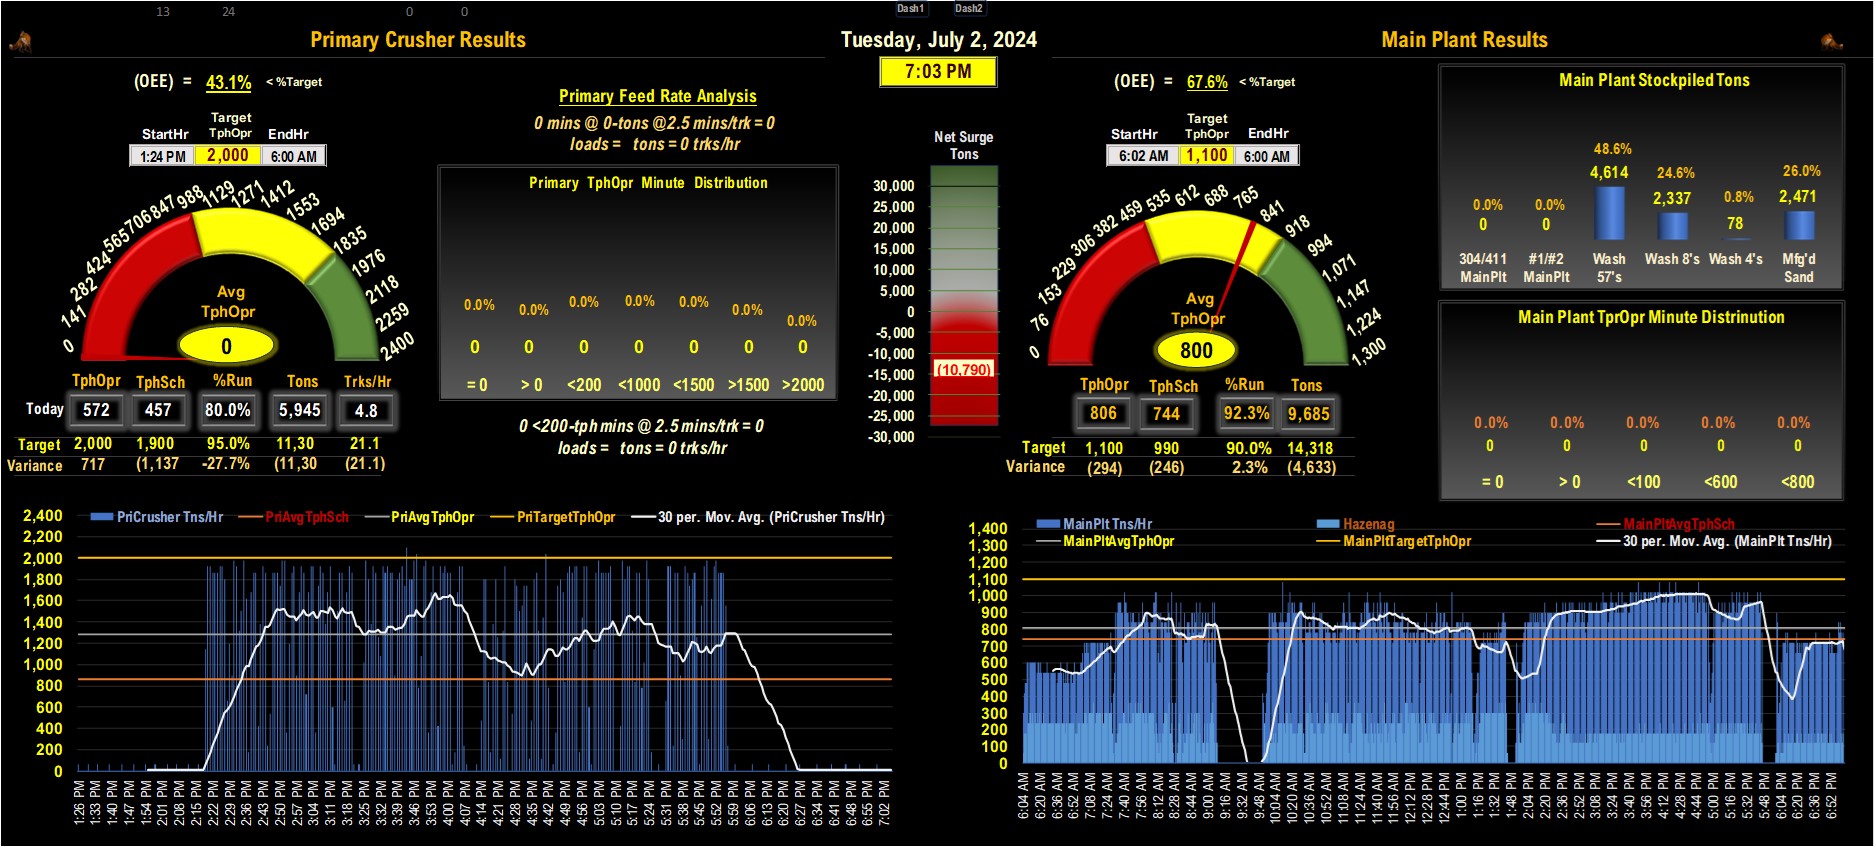 13 24 0 0 Dash1 Dash2
Primary Crusher Results
Tuesday, July 2, 2024
Main Plant Results
7:03 PM
(OEE) = 43.1% < %Target
Target
StartHr TphOpr EndHr
1:24 PM 2,000 6:00 AM
0 141 282 424 565 706 847 988 1129 1271 1412 1553 1694 1835 1976 2118 2259 2400
Avg
TphOpr
0
TphOpr TphSch %Run Tons Trks/Hr
Today 572 457 80.0% 5,945 4.8
Target 2,000 1,900 95.0% 11,30 21.1
Variance 717 (1,137 -27.7% (11,30 (21.1)
Primary Feed Rate Analysis
0 mins @ 0-tons @2.5 mins/trk = 0
loads = tons = 0 trks/hr
Primary TphOpr Minute Distribution
0.0% 0.0% 0.0% 0.0% 0.0% 0.0% 0.0%
0 0 0 0 0 0 0
= 0 > 0 <200 <1000 <1500 >1500 >2000
0 <200-tph mins @ 2.5 mins/trk = 0
loads = tons = 0 trks/hr
Net Surge
Tons
30,000
25,000
20,000
15,000
10,000
5,000
0
-5,000
-10,000
(10,790)
-15,000
-20,000
-25,000
-30,000
(OEE) = 67.6% < %Target
Target
StartHr TphOpr EndHr
6:02 AM 1,100 6:00 AM
0 76 153 229 306 382 459 535 612 688 765 841 918 994 1,071 1,147 1,224 1,300
Avg
TphOpr
800
TphOpr TphSch %Run Tons
806 744 92.3% 9,685
Target 1,100 990 90.0% 14,318
Variance (294) (246) 2.3% (4,633)
Main Plant Stockpiled Tons
0.0% 0.0% 48.6% 24.6% 0.8% 26.0%
0 0 4,614 2,337 78 2,471
304/411 #1/#2 Wash Wash 8's Wash 4's Mfg'd
MainPlt MainPlt 57's Sand
Main Plant TprOpr Minute Distrinution
0.0% 0.0% 0.0% 0.0% 0.0%
0 0 0 0 0
= 0 > 0 <100 <600 <800
PriCrusher Tns/Hr PriAvgTphSch PriAvgTphOpr PriTargetTphOpr 30 per. Mov. Avg. (PriCrusher Tns/Hr)
2,400
2,200
2,000
1,800
1,600
1,400
1,200
1,000
800
600
400
200
0
1:26 PM 1:33 PM 1:40 PM 1:47 PM 1:54 PM 2:01 PM 2:08 PM 2:15 PM 2:22 PM 2:29 PM 2:36 PM 2:43 PM 2:50 PM 2:57 PM 3:04 PM 3:11 PM 3:18 PM 3:25 PM 3:32 PM 3:39 PM 3:46 PM 3:53 PM 4:00 PM 4:07 PM 4:14 PM 4:21 PM 4:28 PM 4:35 PM 4:42 PM 4:49 PM 4:56 PM 5:03 PM 5:10 PM 5:17 PM 5:24 PM 5:31 PM 5:38 PM 5:45 PM 5:52 PM 5:59 PM 6:06 PM 6:13 PM 6:20 PM 6:27 PM 6:34 PM 6:41 PM 6:48 PM 6:55 PM 7:02 PM
MainPlt Tns/Hr Hazenag MainPltAvgTphSch
MainPltAvgTphOpr MainPltTargetTphOpr 30 per. Mov. Avg. (MainPlt Tns/Hr)
1,400
1,300
1,200
1,100
1,000
900
800
700
600
500
400
300
200
100
0
6:04 AM 6:20 AM 6:36 AM 6:52 AM 7:08 AM 7:24 AM 7:40 AM 7:56 AM 8:12 AM 8:28 AM 8:44 AM 9:00 AM 9:16 AM 9:32 AM 9:48 AM 10:04 AM 10:20 AM 10:36 AM 10:52 AM 11:08 AM 11:24 AM 11:40 AM 11:56 AM 12:12 PM 12:28 PM 12:44 PM 1:00 PM 1:16 PM 1:32 PM 1:48 PM 2:04 PM 2:20 PM 2:36 PM 2:52 PM 3:08 PM 3:24 PM 3:40 PM 3:56 PM 4:12 PM 4:28 PM 4:44 PM 5:00 PM 5:16 PM 5:32 PM 5:48 PM 6:04 PM 6:20 PM 6:36 PM 6:52 PM